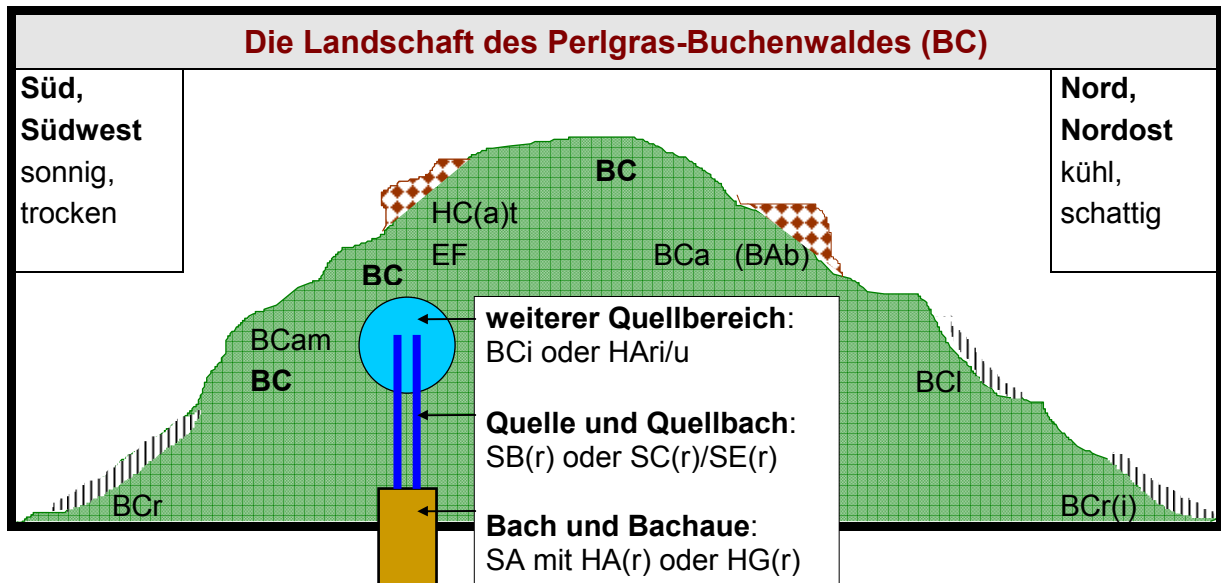 Die Landschaft des Perlgras-Buchenwaldes (BC)
Süd,
Südwest
sonnig,
trocken
Nord,
Nordost
kühl,
schattig
BC
HC(a)t
EF
BCa (BAb)
BC
BCam
BC
weiterer Quellbereich:
BCi oder HAri/u
BCl
Quelle und Quellbach:
SB(r) oder SC(r)/SE(r)
BCr
BCr(i)
Bach und Bachaue:
SA mit HA(r) oder HG(r)